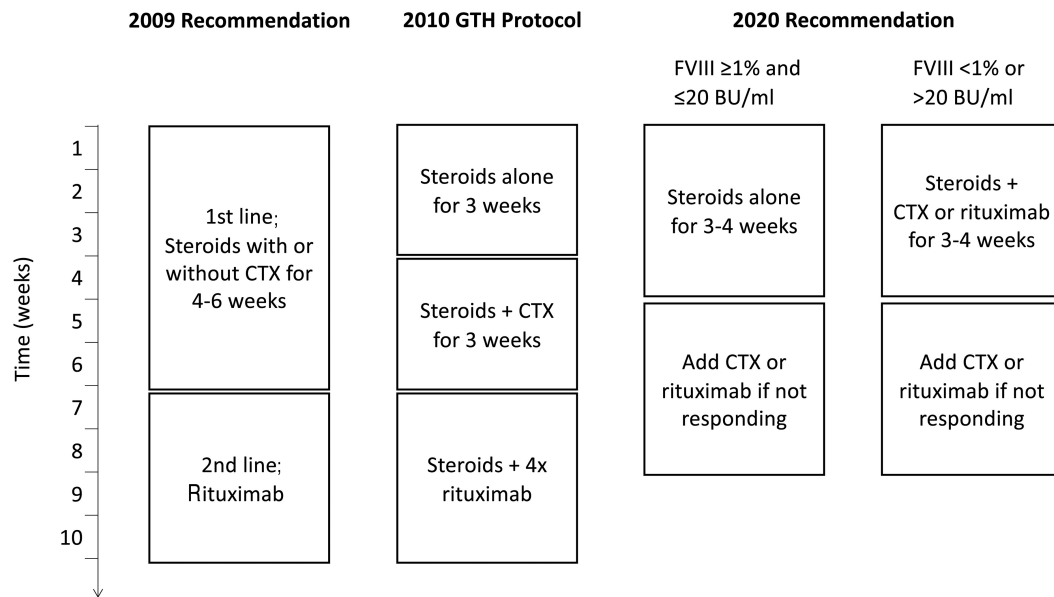 2009 Recommendation
2010 GTH Protocol
2020 Recommendation
FVIII ≥1% and
≤20 BU/ml
FVIII <1% or
>20 BU/ml
Time (weeks)
1
2
3
4
5
6
7
8
9
10
1st line;
Steroids with or
without CTX for
4-6 weeks
2nd line;
Rituximab
Steroids alone
for 3 weeks
Steroids + CTX
for 3 weeks
Steroids + 4x
rituximab
Steroids alone
for 3-4 weeks
Add CTX or
rituximab if not
responding
Steroids +
CTX or rituximab
for 3-4 weeks
Add CTX or
rituximab if not
responding